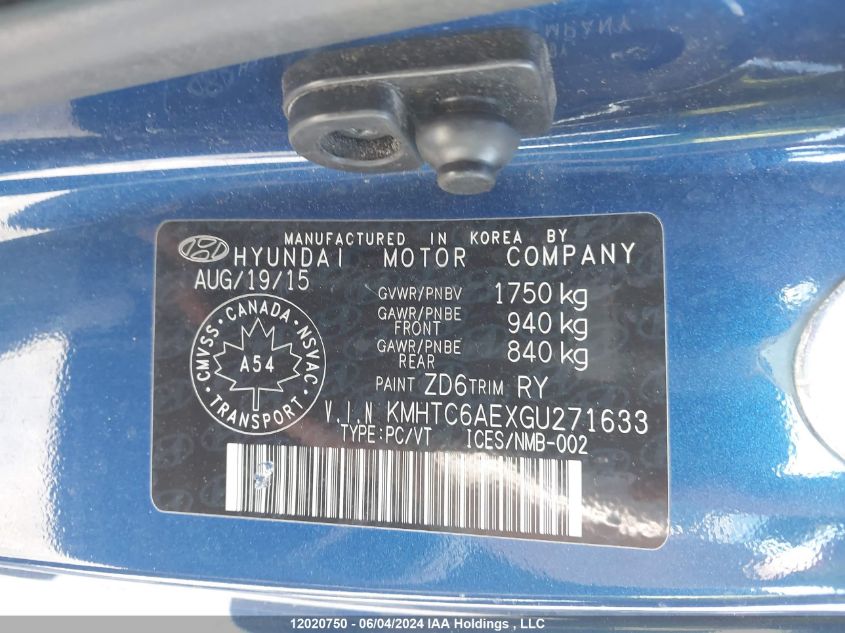 MANUFACTURED IN KOREA BY
HYUNDAI MOTOR COMPANY
AUG/19/15
GVWR/PNBV 1750 kg
GAWR/PNBE FRONT 940 kg
GAWR/PNBE REAR 840 kg
CMVSS · CANADA · NSVAC
A54
TRANSPORT
PAINT ZD6 TRIM RY
V.I.N KMHTC6AEXGU271633
TYPE:PC/VT ICES/NMB-002
12020750 - 06/04/2024 IAA Holdings, LLC